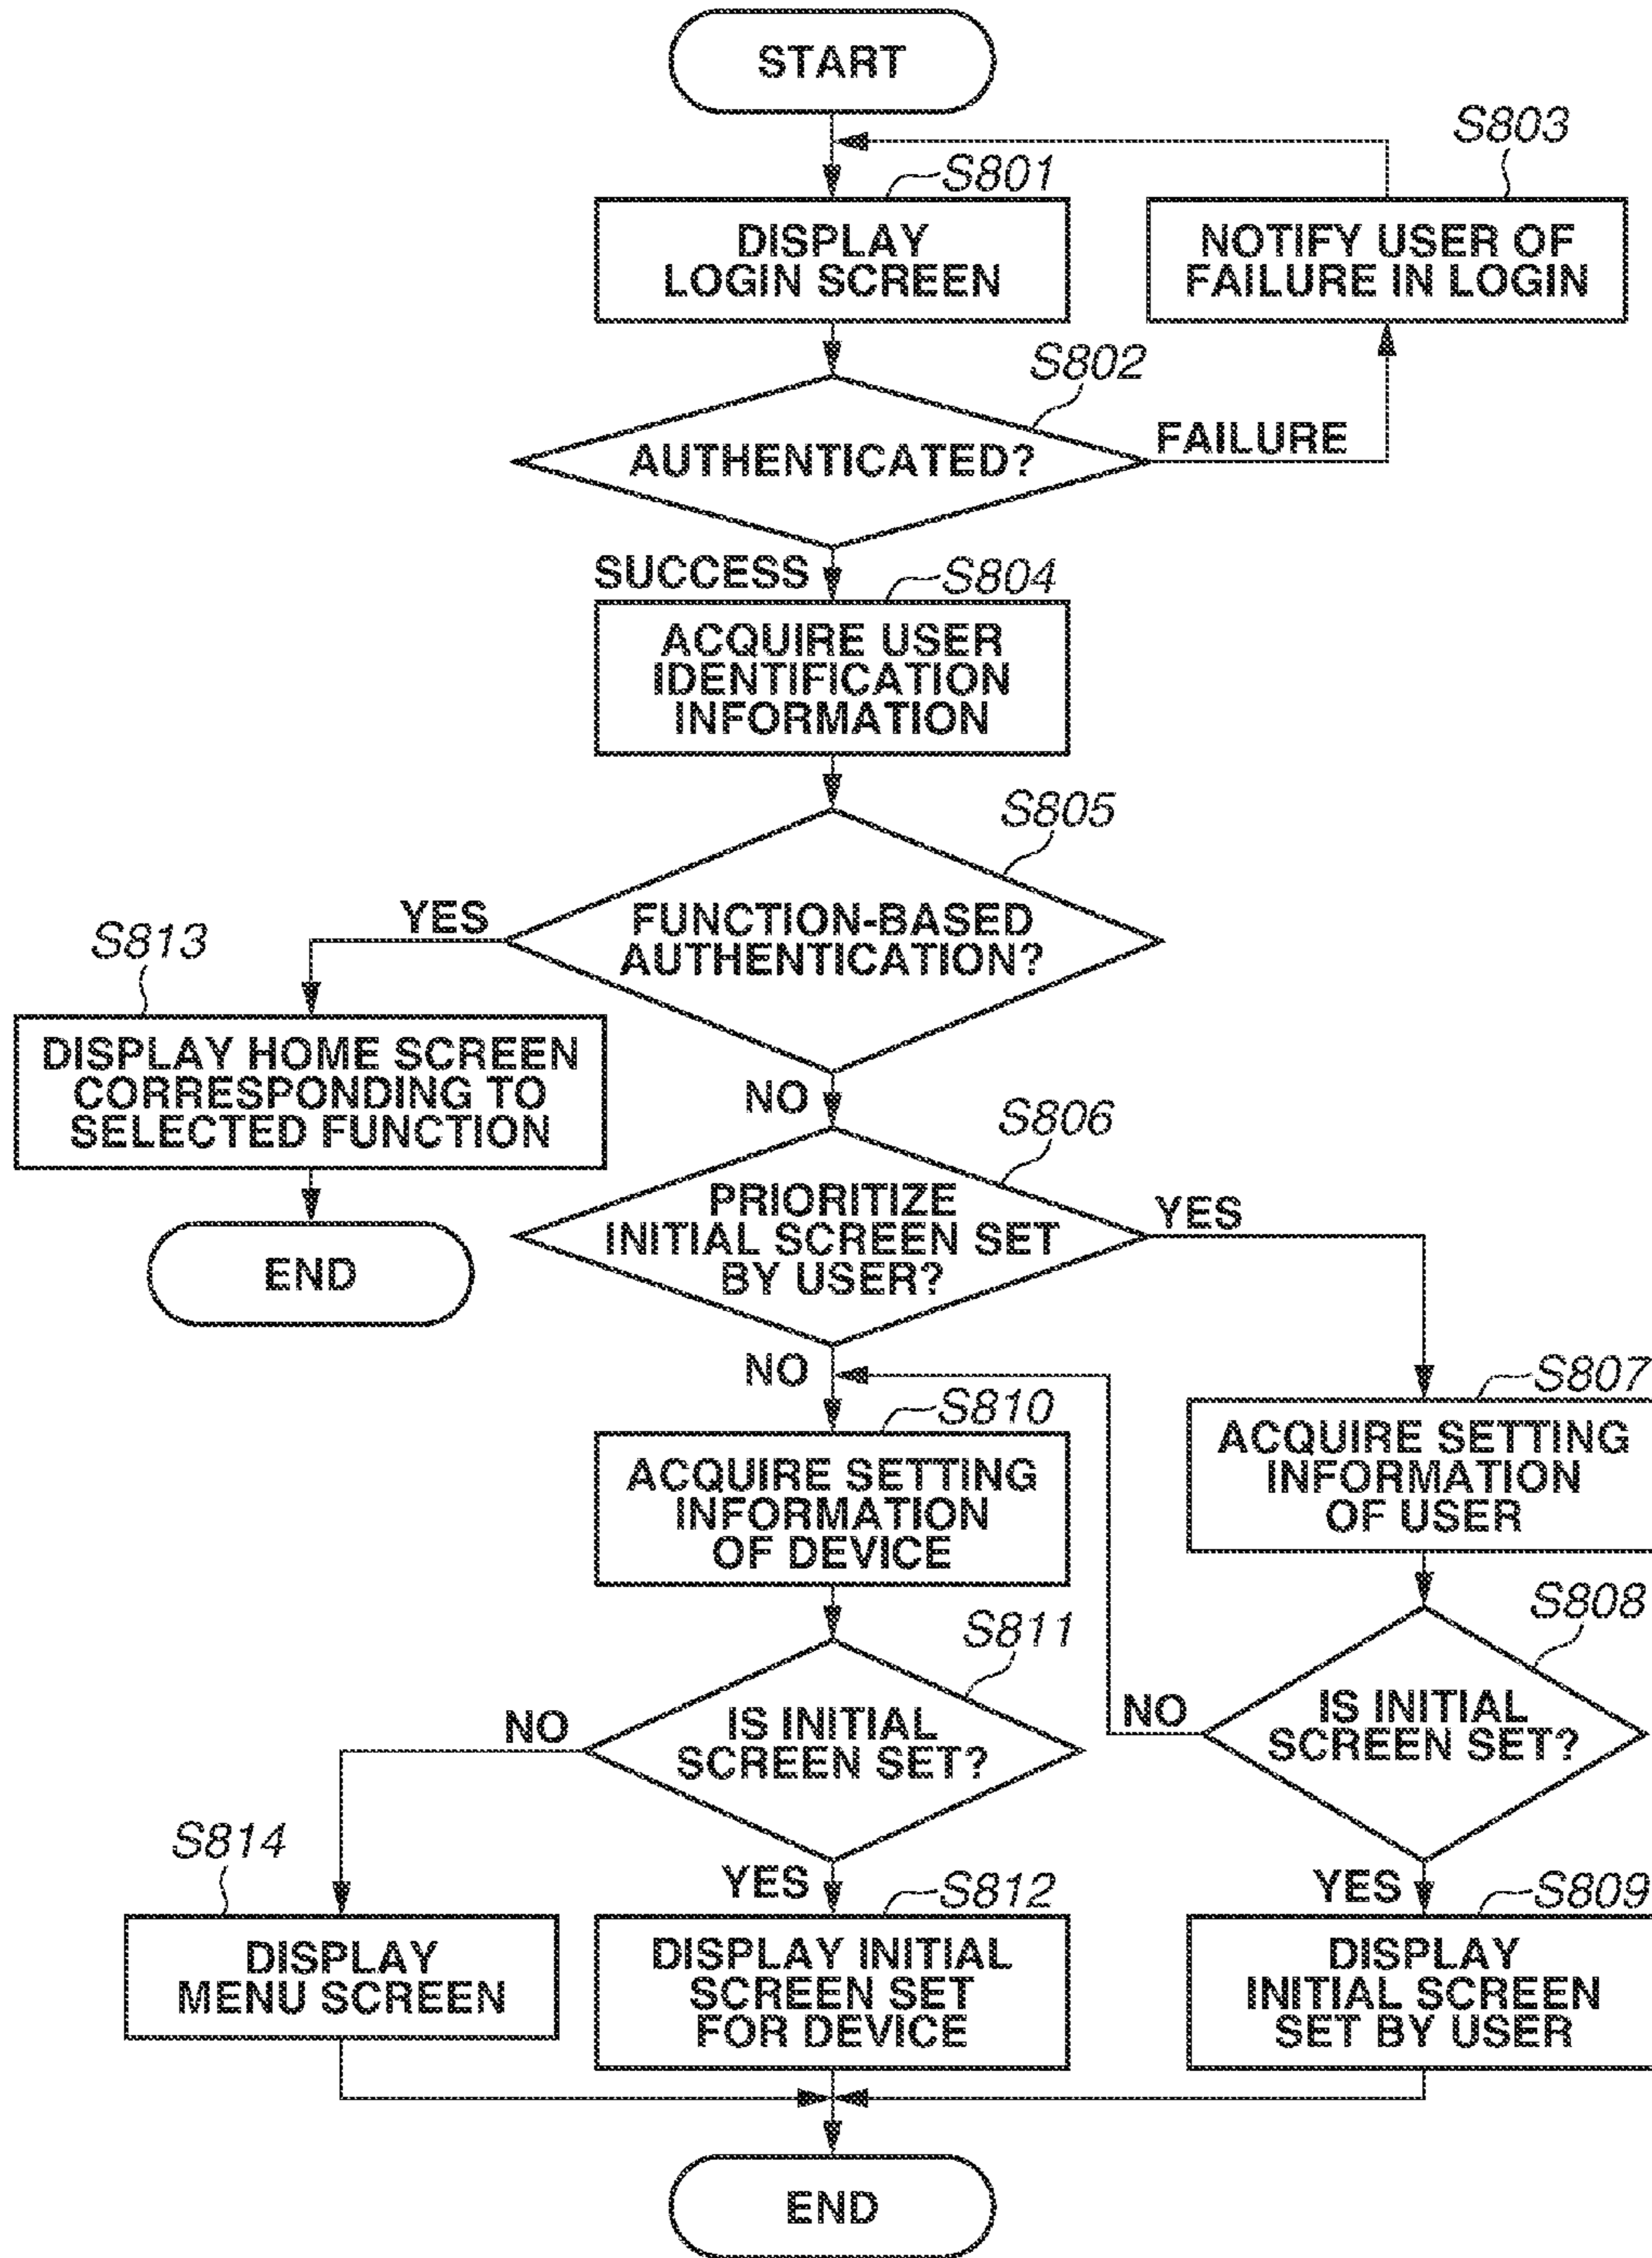 START
S803
S801
DISPLAY
LOGIN SCREEN
NOTIFY USER OF
FAILURE IN LOGIN
S802
AUTHENTICATED?
FAILURE
SUCCESS
S804
ACQUIRE USER
IDENTIFICATION
INFORMATION
S805
FUNCTION-BASED
AUTHENTICATION?
YES
S813
DISPLAY HOME SCREEN
CORRESPONDING TO
SELECTED FUNCTION
END
NO
S806
PRIORITIZE
INITIAL SCREEN SET
BY USER?
YES
NO
S807
ACQUIRE SETTING
INFORMATION
OF USER
S810
ACQUIRE SETTING
INFORMATION
OF DEVICE
S808
IS INITIAL
SCREEN SET?
NO
S811
IS INITIAL
SCREEN SET?
NO
S814
DISPLAY
MENU SCREEN
YES
S812
DISPLAY INITIAL
SCREEN SET
FOR DEVICE
YES
S809
DISPLAY
INITIAL SCREEN
SET BY USER
END